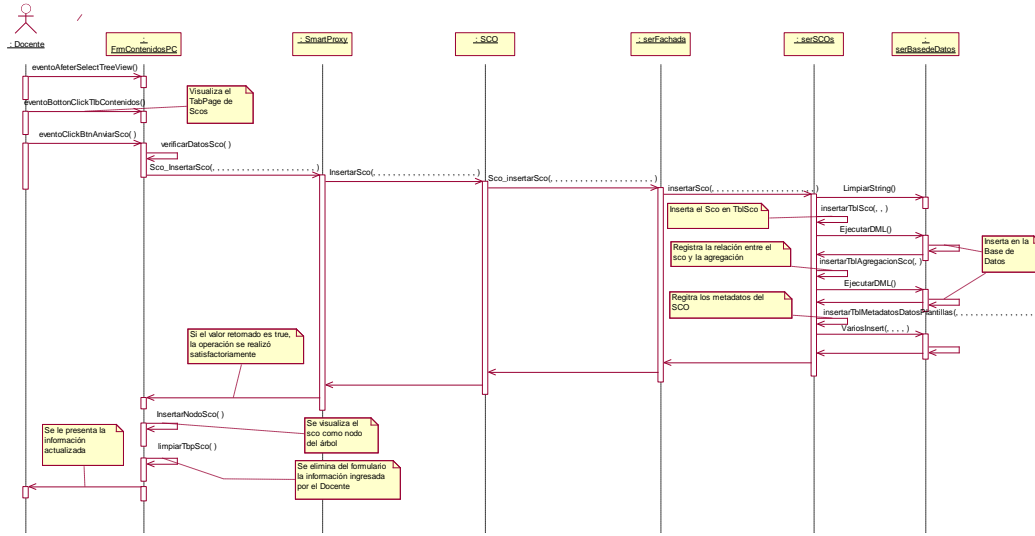 : Docente
:
FrmContenidosPC
: SmartProxy
: SCO
: serFachada
: serSCOs
:
serBasedeDatos
eventoAfeterSelectTreeView()
Visualiza el
TabPage de
Scos
eventoBottonClickTlbContenidos()
eventoClickBtnAnviarSco( )
verificarDatosSco( )
Sco_InsertarSco(, , , , , , , , , , , , , , , , , , , )
InsertarSco(, , , , , , , , , , , , , , , , , , , )
Sco_insertarSco(, , , , , , , , , , , , , , , , , , , )
insertarSco(, , , , , , , , , , , , , , , , , , , )
LimpiarString()
Inserta el Sco en TblSco
insertarTblSco(, , )
EjecutarDML()
Inserta en la
Base de
Datos
Registra la relación entre el
sco y la agregación
insertarTblAgregacionSco(, )
EjecutarDML()
Regitra los metadatos del
SCO
insertarTblMetadatosDatosPlantillas(, , , , , , , , , , , , , , ,
VariosInsert(, , , , )
Si el valor retornado es true,
la operación se realizó
satisfactoriamente
InsertarNodoSco( )
Se visualiza el
sco como nodo
del árbol
Se le presenta la
información
actualizada
limpiarTbpSco( )
Se elimina del formulario
la información ingresada
por el Docente